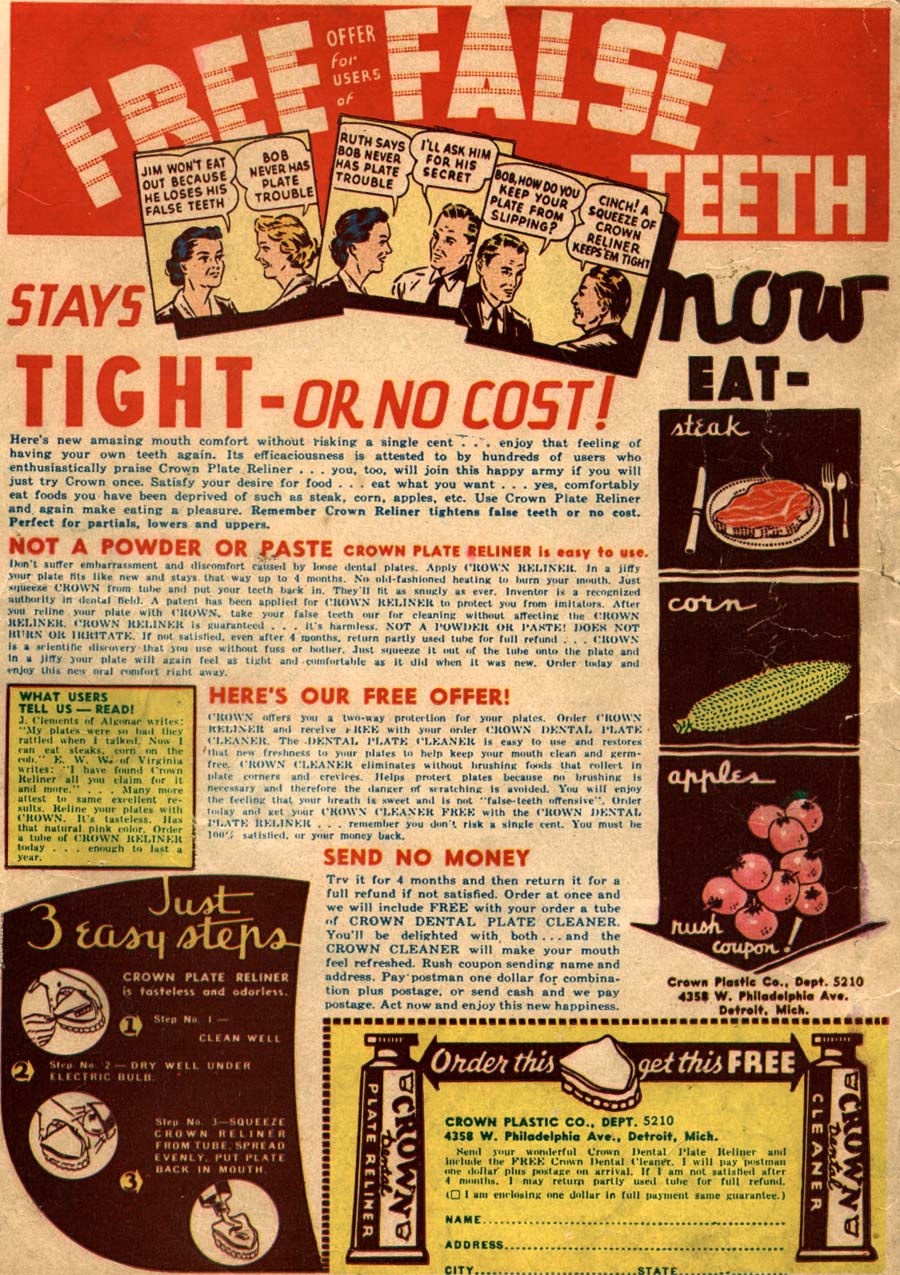 FREE
OFFER
for
USERS
of
FALSE
TEETH
JIM WON'T EAT
OUT BECAUSE
HE LOSES HIS
FALSE TEETH
BOB
NEVER HAS
PLATE
TROUBLE
RUTH SAYS
BOB NEVER
HAS PLATE
TROUBLE
I'LL ASK HIM
FOR HIS
SECRET
BOB, HOW DO YOU
KEEP YOUR
PLATE FROM
SLIPPING?
CINCH! A
SQUEEZE OF
CROWN
RELINER
KEEPS 'EM TIGHT
STAYS
TIGHT - OR NO COST!
Here's new amazing mouth comfort without risking a single cent . . . enjoy that feeling of
having your own teeth again. Its efficaciousness is attested to by hundreds of users who
enthusiastically praise Crown Plate Reliner . . . you, too, will join this happy army if you will
just try Crown once. Satisfy your desire for food . . . eat what you want . . . yes, comfortably
eat foods you have been deprived of such as steak, corn, apples, etc. Use Crown Plate Reliner
and again make eating a pleasure. Remember Crown Reliner tightens false teeth or no cost.
Perfect for partials, lowers and uppers.
NOT A POWDER OR PASTE CROWN PLATE RELINER is easy to use.
Don't suffer embarrassment and discomfort caused by loose dental plates. Apply CROWN RELINER. In a jiffy
your plate fits like new and stays that way up to 4 months. No old-fashioned heating to burn your mouth. Just
squeeze CROWN from tube and put your teeth back in. They'll fit as snugly as ever. Inventor is a recognized
authority in dental field. A patent has been applied for CROWN RELINER to protect you from imitators. After
you reline your plate with CROWN, take your false teeth our for cleaning without affecting the CROWN
RELINER. CROWN RELINER is guaranteed . . . it's harmless. NOT A POWDER OR PASTE! DOES NOT
BURN OR IRRITATE. If not satisfied, even after 4 months, return partly used tube for full refund . . . CROWN
is a scientific discovery that you use without fuss or bother. Just squeeze it out of the tube onto the plate and
in a jiffy your plate will again feel as tight and comfortable as it did when it was new. Order today and
enjoy this new oral comfort right away.
WHAT USERS
TELL US — READ!
J. Clements of Algonac writes:
"My plates were so bad they
rattled when I talked. Now I
can eat steaks, corn on the
cob." E. W. W. of Virginia
writes: "I have found Crown
Reliner all you claim for it
and more." . . . Many more
attest to same excellent re-
sults. Reline your plates with
CROWN. It's tasteless. Has
that natural pink color. Order
a tube of CROWN RELINER
today . . . enough to last a
year.
HERE'S OUR FREE OFFER!
CROWN offers you a two-way protection for your plates. Order CROWN
RELINER and receive FREE with your order CROWN DENTAL PLATE
CLEANER. The DENTAL PLATE CLEANER is easy to use and restores
that new freshness to your plates to help keep your mouth clean and germ-
free. CROWN CLEANER eliminates without brushing foods that collect in
plate corners and crevices. Helps protect plates because no brushing is
necessary and therefore the danger of scratching is avoided. You will enjoy
the feeling that your breath is sweet and is not "false-teeth offensive". Order
today and get your CROWN CLEANER FREE with the CROWN DENTAL
PLATE RELINER . . . remember you don't risk a single cent. You must be
100% satisfied, or your money back.
SEND NO MONEY
Try it for 4 months and then return it for a
full refund if not satisfied. Order at once and
we will include FREE with your order a tube
of CROWN DENTAL PLATE CLEANER.
You'll be delighted with both . . . and the
CROWN CLEANER will make your mouth
feel refreshed. Rush coupon sending name and
address. Pay postman one dollar for combina-
tion plus postage, or send cash and we pay
postage. Act now and enjoy this new happiness.
now
EAT-
steak
corn
apples
rush
coupon!
Crown Plastic Co., Dept. 5210
4358 W. Philadelphia Ave.
Detroit, Mich.
Just
3 easy steps
CROWN PLATE RELINER
is tasteless and odorless.
1 Step No. 1 —
CLEAN WELL
2 Step No. 2 — DRY WELL UNDER
ELECTRIC BULB.
Step No. 3—SQUEEZE
CROWN RELINER
FROM TUBE, SPREAD
EVENLY. PUT PLATE
BACK IN MOUTH.
3
CROWN
Dental
PLATE RELINER
Order this get this FREE
CROWN PLASTIC CO., DEPT. 5210
4358 W. Philadelphia Ave., Detroit, Mich.
Send your wonderful Crown Dental Plate Reliner and
include the FREE Crown Dental Cleaner. I will pay postman
one dollar plus postage on arrival. If I am not satisfied after
4 months, I may return partly used tube for full refund.
(☐ I am enclosing one dollar in full payment same guarantee.)
NAME
ADDRESS
CITY STATE
CROWN
Dental
CLEANER